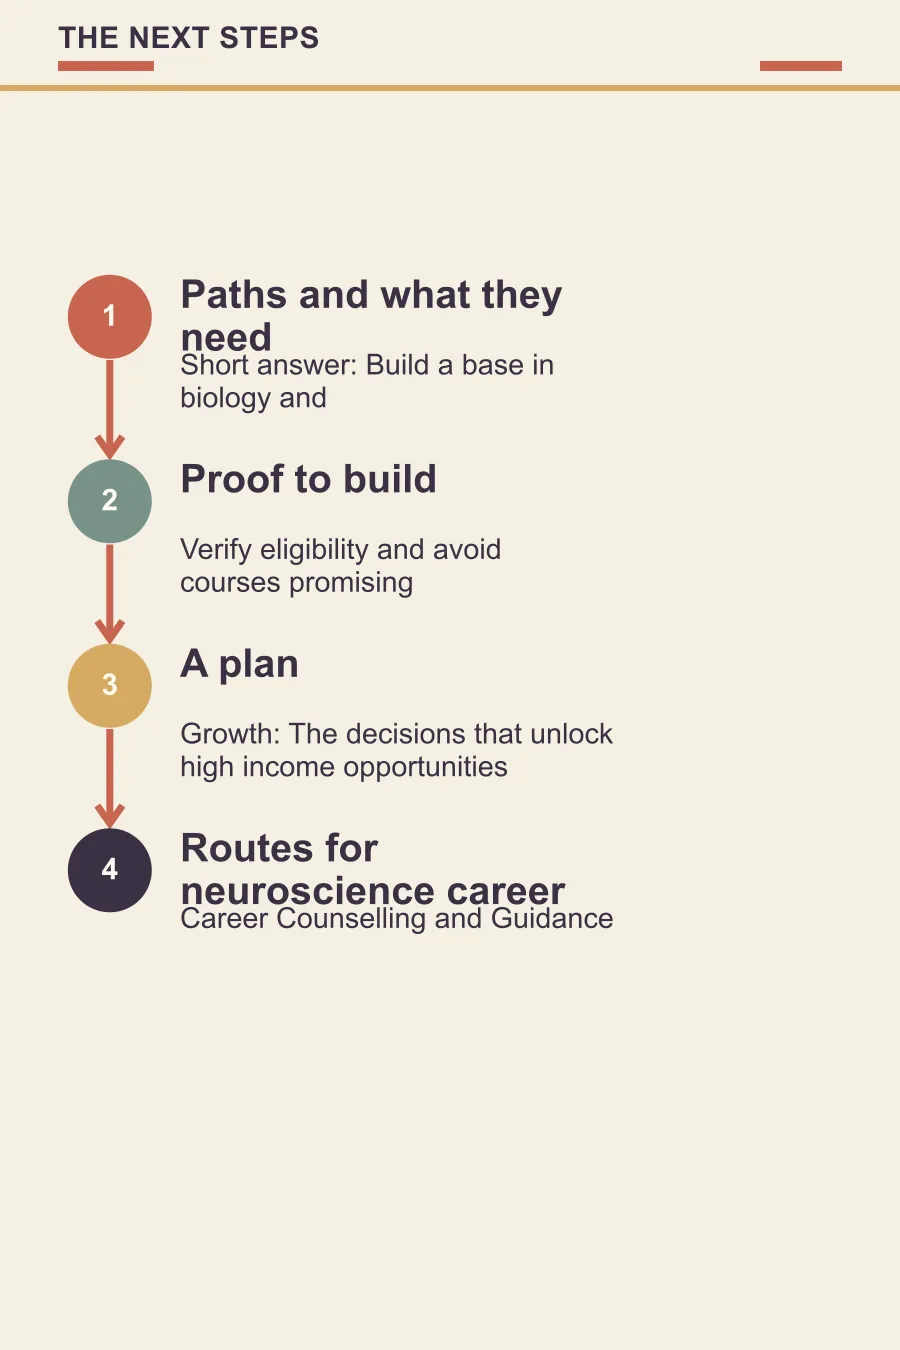 THE NEXT STEPS
1
Paths and what they
need
Short answer: Build a base in
biology and
2
Proof to build
Verify eligibility and avoid
courses promising
3
A plan
Growth: The decisions that unlock
high income opportunities
4
Routes for
neuroscience career
Career Counselling and Guidance